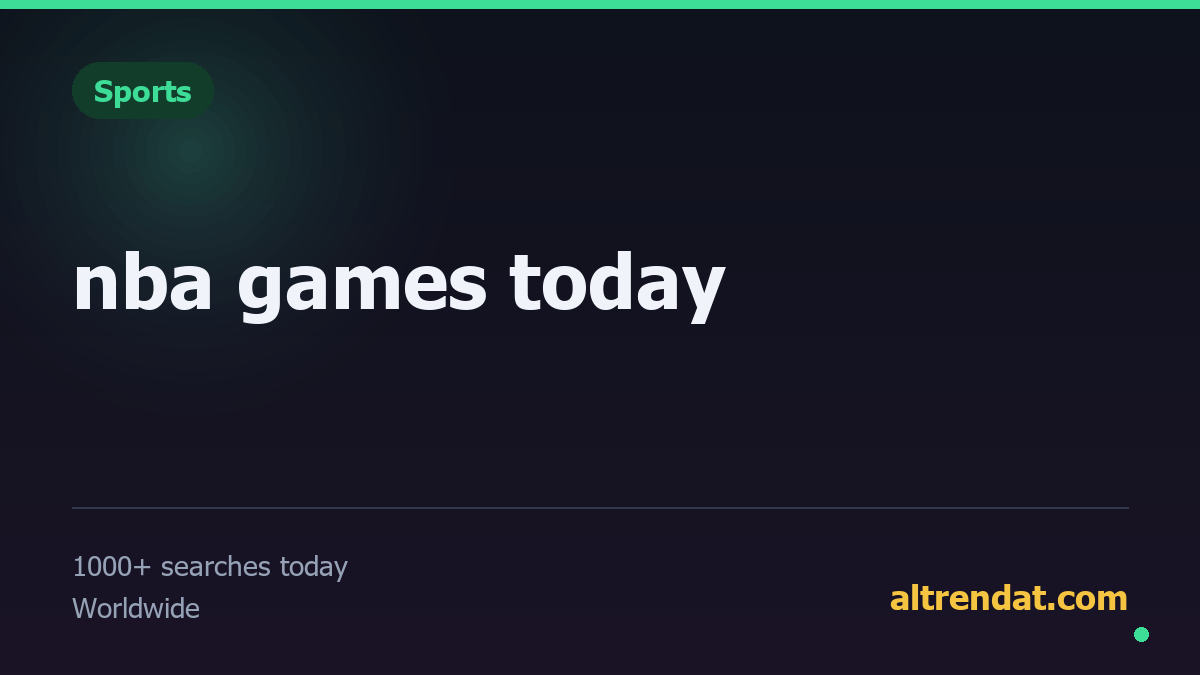 Sports
nba games today
1000+ searches today
Worldwide
altrendat.com